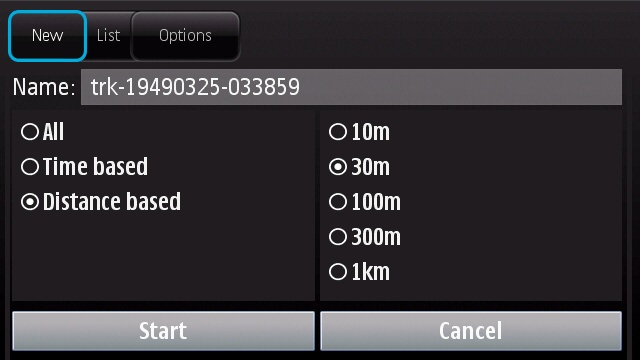 New List Options
Name: trk-19490325-033859
All
Time based
Distance based
10m
30m
100m
300m
1km
Start Cancel